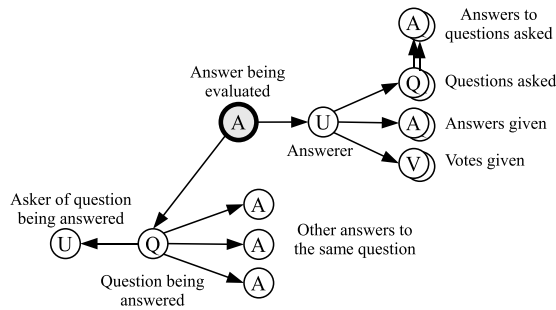 Answers to
questions asked
A
Q
Questions asked
Answer being
evaluated
A
U
Answerer
A
Answers given
V
Votes given
Asker of question
being answered
U
Q
Question being
answered
A
A
A
Other answers to
the same question